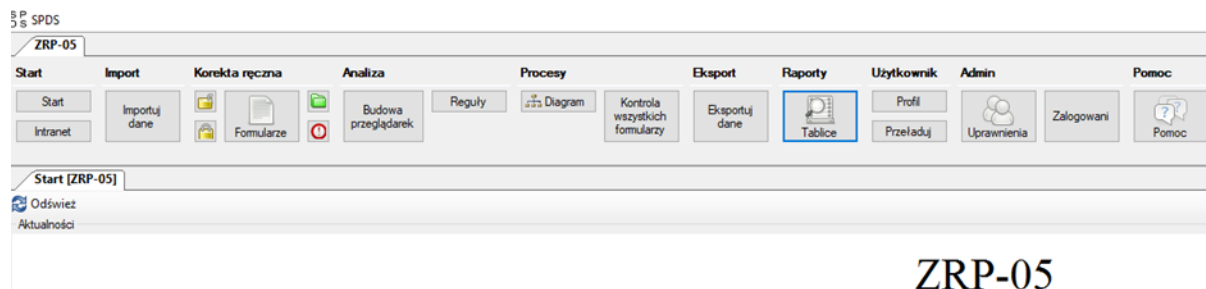 SPDS SPDS
ZRP-05
Start Import Korekta ręczna Analiza Procesy Eksport Raporty Użytkownik Admin Pomoc
Start Importuj dane Formularze Budowa przeglądarek Reguły Diagram Kontrola wszystkich formularzy Eksportuj dane Tablice Profil Uprawnienia Zalogowani Pomoc
Intranet Przeładuj
Start [ZRP-05]
Odśwież
Aktualności
ZRP-05